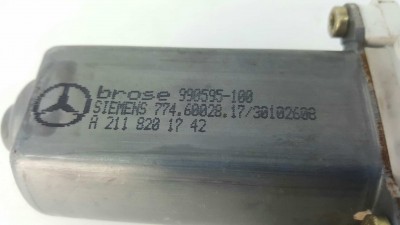 brose 990595-100
SIEMENS 774.60028.17/30102608
A 211 820 17 42